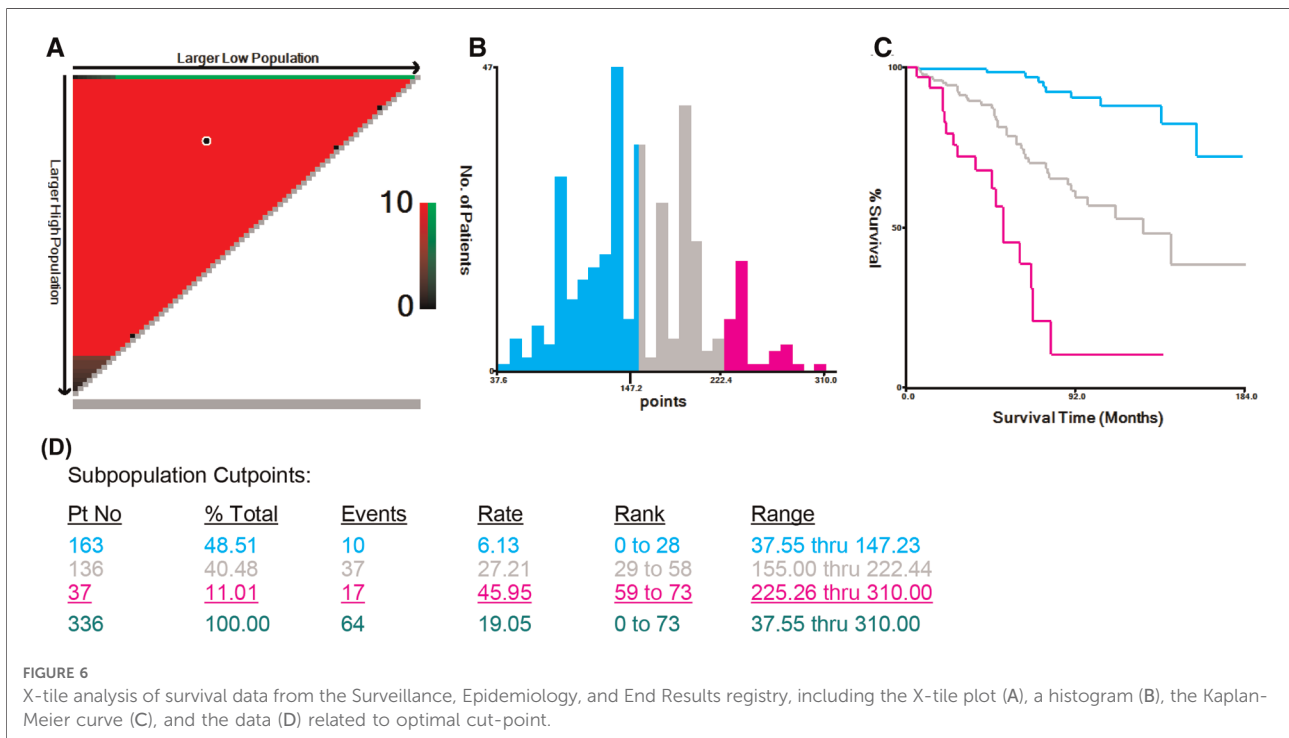 A
Larger Low Population
Larger High Population
10
0
B
47
No. of Patients
0
37.6
147.2
222.4
310.0
points
C
100
% Survival
50
0
0.0
92.0
184.0
Survival Time (Months)
(D)
Subpopulation Cutpoints:
Pt No % Total Events Rate Rank Range
163 48.51 10 6.13 0 to 28 37.55 thru 147.23
136 40.48 37 27.21 29 to 58 155.00 thru 222.44
37 11.01 17 45.95 59 to 73 225.26 thru 310.00
336 100.00 64 19.05 0 to 73 37.55 thru 310.00
FIGURE 6
X-tile analysis of survival data from the Surveillance, Epidemiology, and End Results registry, including the X-tile plot (A), a histogram (B), the Kaplan-
Meier curve (C), and the data (D) related to optimal cut-point.